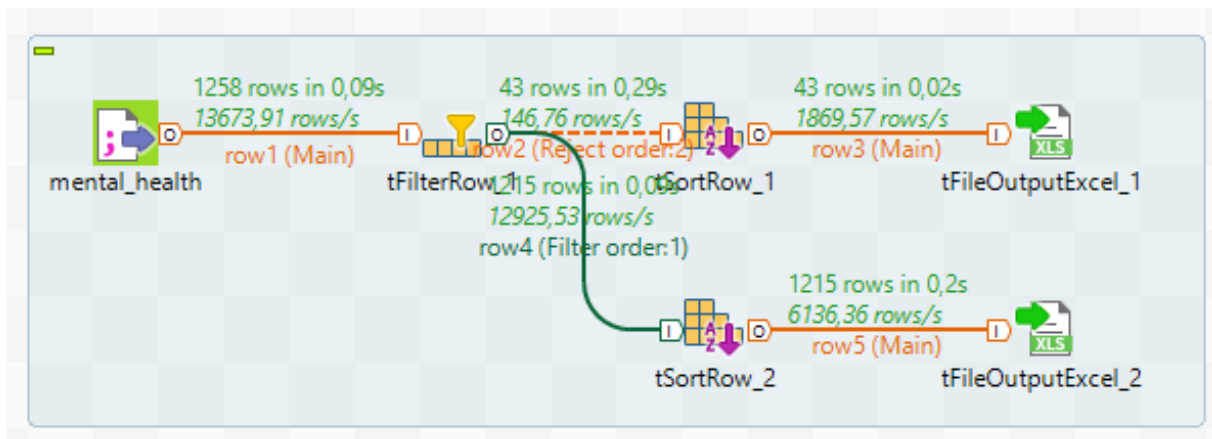 1258 rows in 0,09s
13673,91 rows/s
row1 (Main)
mental_health
tFilterRow_1
43 rows in 0,29s
146,76 rows/s
row2 (Reject order:2)
tSortRow_1
43 rows in 0,02s
1869,57 rows/s
row3 (Main)
XLS
tFileOutputExcel_1
1215 rows in 0,09s
12925,53 rows/s
row4 (Filter order:1)
tSortRow_2
1215 rows in 0,2s
6136,36 rows/s
row5 (Main)
XLS
tFileOutputExcel_2